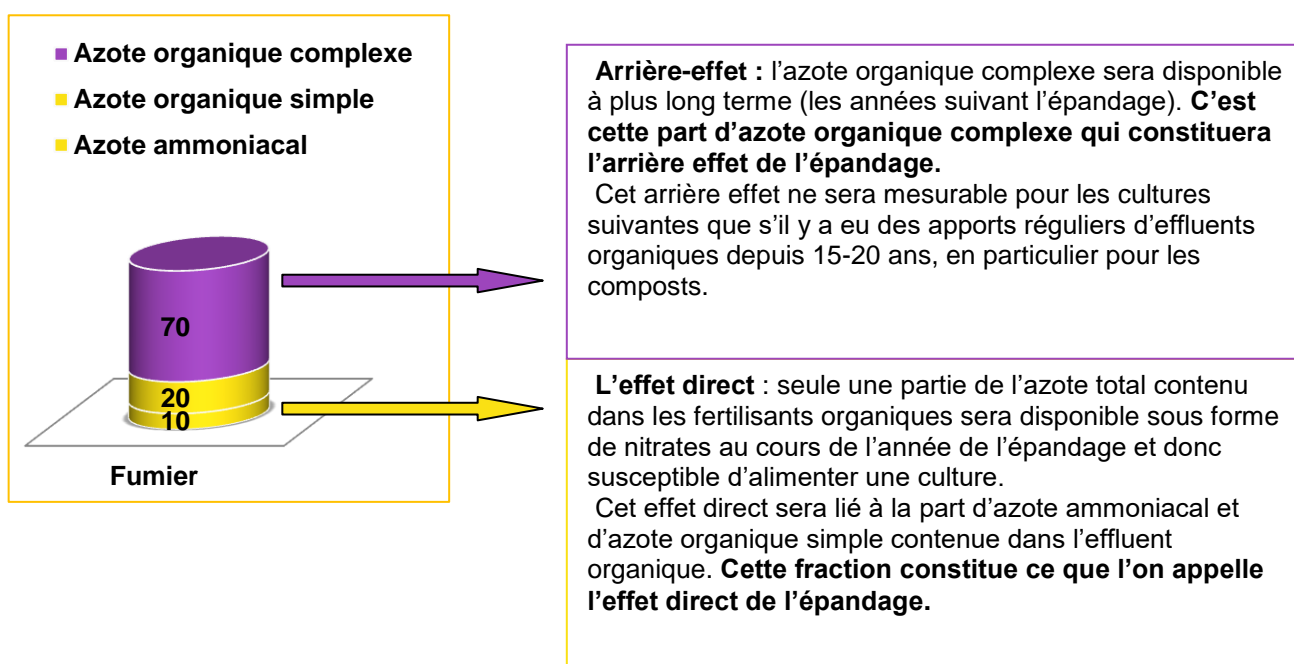 Azote organique complexe
Azote organique simple
Azote ammoniacal
70
20
10
Fumier
Arrière-effet : l’azote organique complexe sera disponible
à plus long terme (les années suivant l’épandage). C’est
cette part d’azote organique complexe qui constituera
l’arrière effet de l’épandage.
Cet arrière effet ne sera mesurable pour les cultures
suivantes que s’il y a eu des apports réguliers d’effluents
organiques depuis 15-20 ans, en particulier pour les
composts.
L’effet direct : seule une partie de l’azote total contenu
dans les fertilisants organiques sera disponible sous forme
de nitrates au cours de l’année de l’épandage et donc
susceptible d’alimenter une culture.
Cet effet direct sera lié à la part d’azote ammoniacal et
d’azote organique simple contenue dans l’effluent
organique. Cette fraction constitue ce que l’on appelle
l’effet direct de l’épandage.